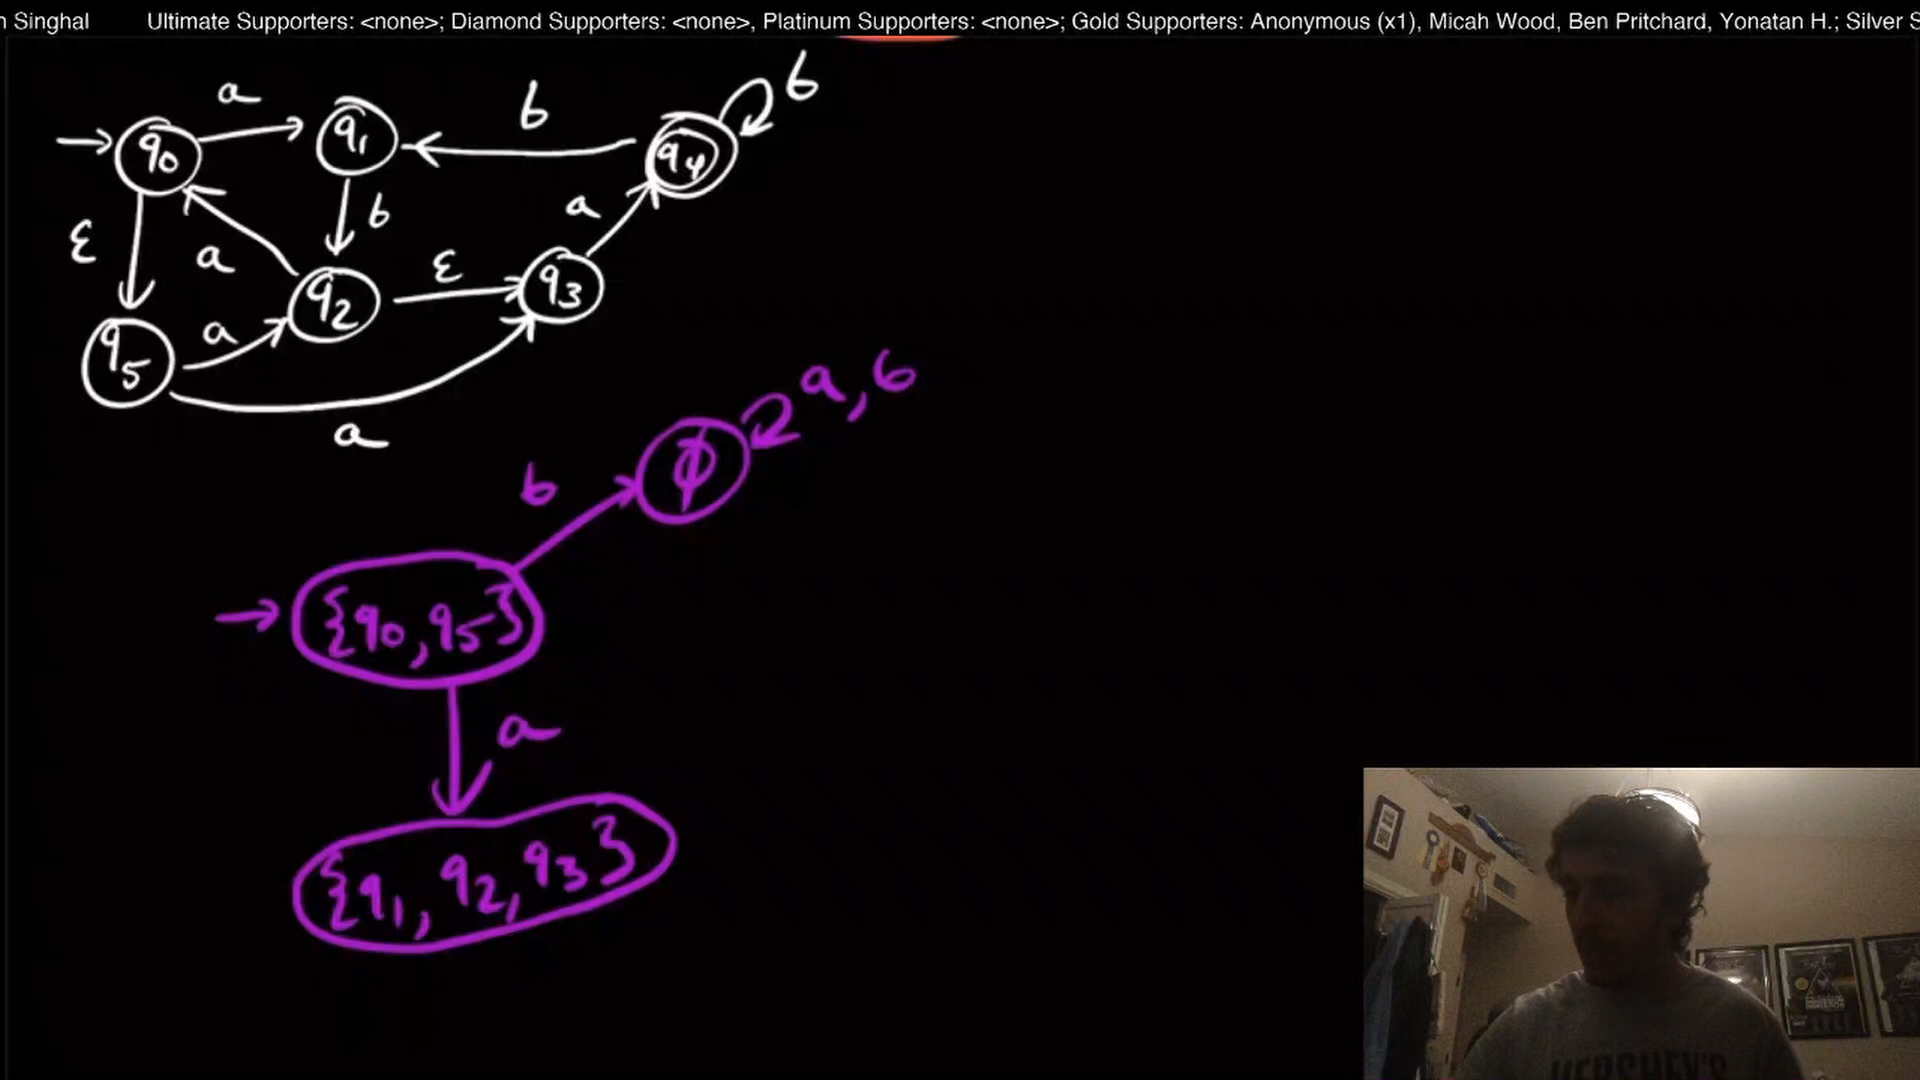 n Singhal Ultimate Supporters: <none>; Diamond Supporters: <none>, Platinum Supporters: <none>; Gold Supporters: Anonymous (x1), Micah Wood, Ben Pritchard, Yonatan H.; Silver S
a
b
b
q0
q1
q4
ε
a
b
a
q2
ε
q3
q5
a
a
a, b
b
ϕ
{q0, q5}
a
{q1, q2, q3}
HERSHEY'S